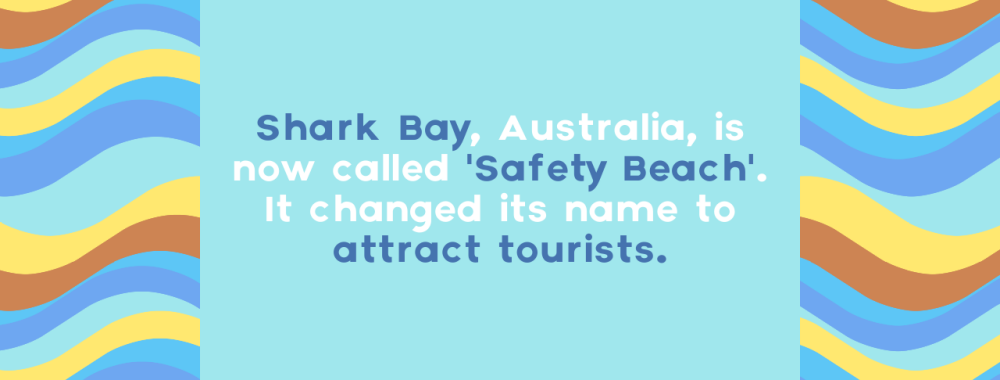 Shark Bay, Australia, is
now called 'Safety Beach'.
It changed its name to
attract tourists.